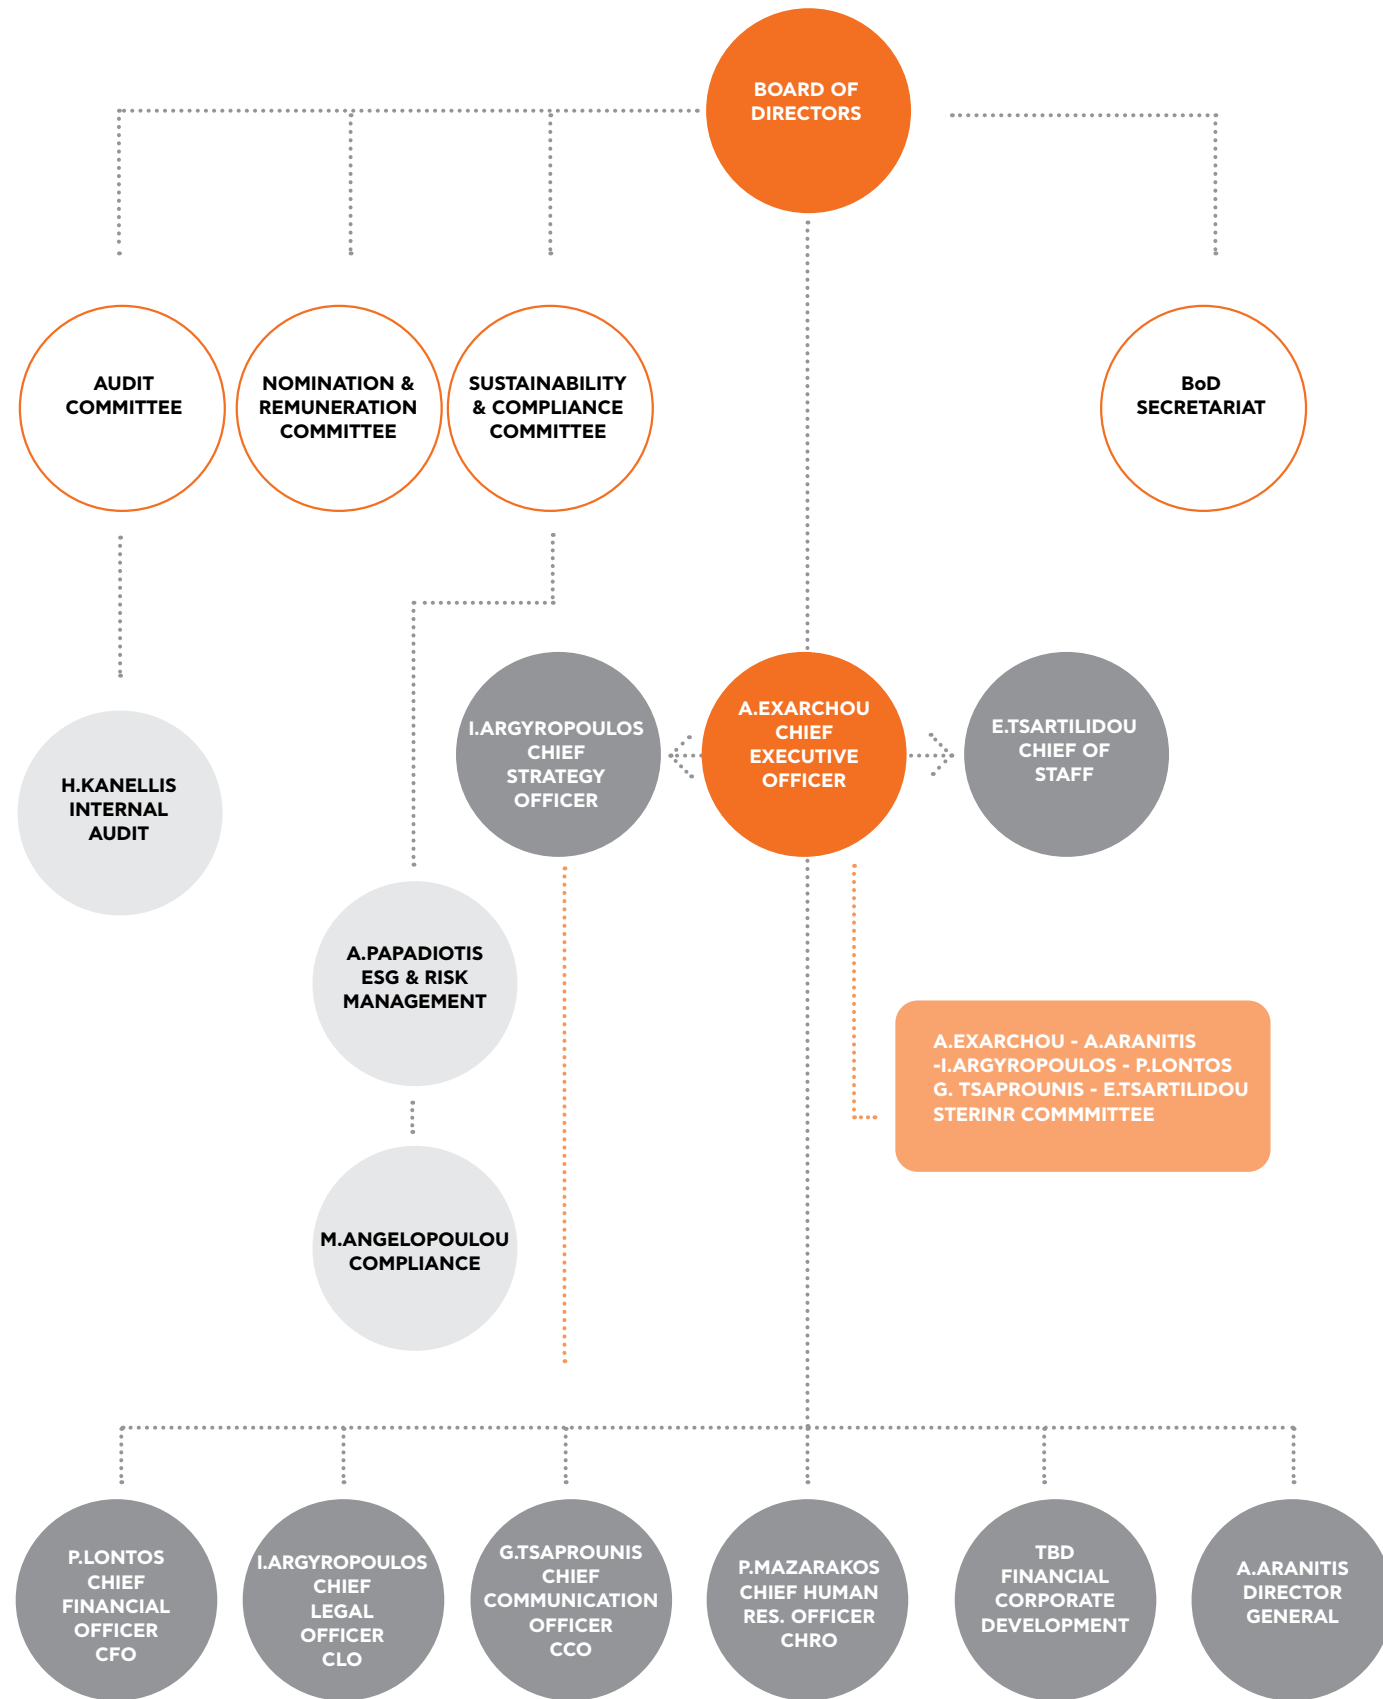 BOARD OF
DIRECTORS
AUDIT
COMMITTEE
NOMINATION &
REMUNERATION
COMMITTEE
SUSTAINABILITY
& COMPLIANCE
COMMITTEE
BoD
SECRETARIAT
I.ARGYROPOULOS
CHIEF
STRATEGY
OFFICER
A.EXARCHOU
CHIEF
EXECUTIVE
OFFICER
E.TSARTILIDOU
CHIEF OF
STAFF
H.KANELLIS
INTERNAL
AUDIT
A.PAPADIOTIS
ESG & RISK
MANAGEMENT
A.EXARCHOU - A.ARANITIS
-I.ARGYROPOULOS - P.LONTOS
G. TSAPROUNIS - E.TSARTILIDOU
STERINR COMMMITTEE
M.ANGELOPOULOU
COMPLIANCE
P.LONTOS
CHIEF
FINANCIAL
OFFICER
CFO
I.ARGYROPOULOS
CHIEF
LEGAL
OFFICER
CLO
G.TSAPROUNIS
CHIEF
COMMUNICATION
OFFICER
CCO
P.MAZARAKOS
CHIEF HUMAN
RES. OFFICER
CHRO
TBD
FINANCIAL
CORPORATE
DEVELOPMENT
A.ARANITIS
DIRECTOR
GENERAL